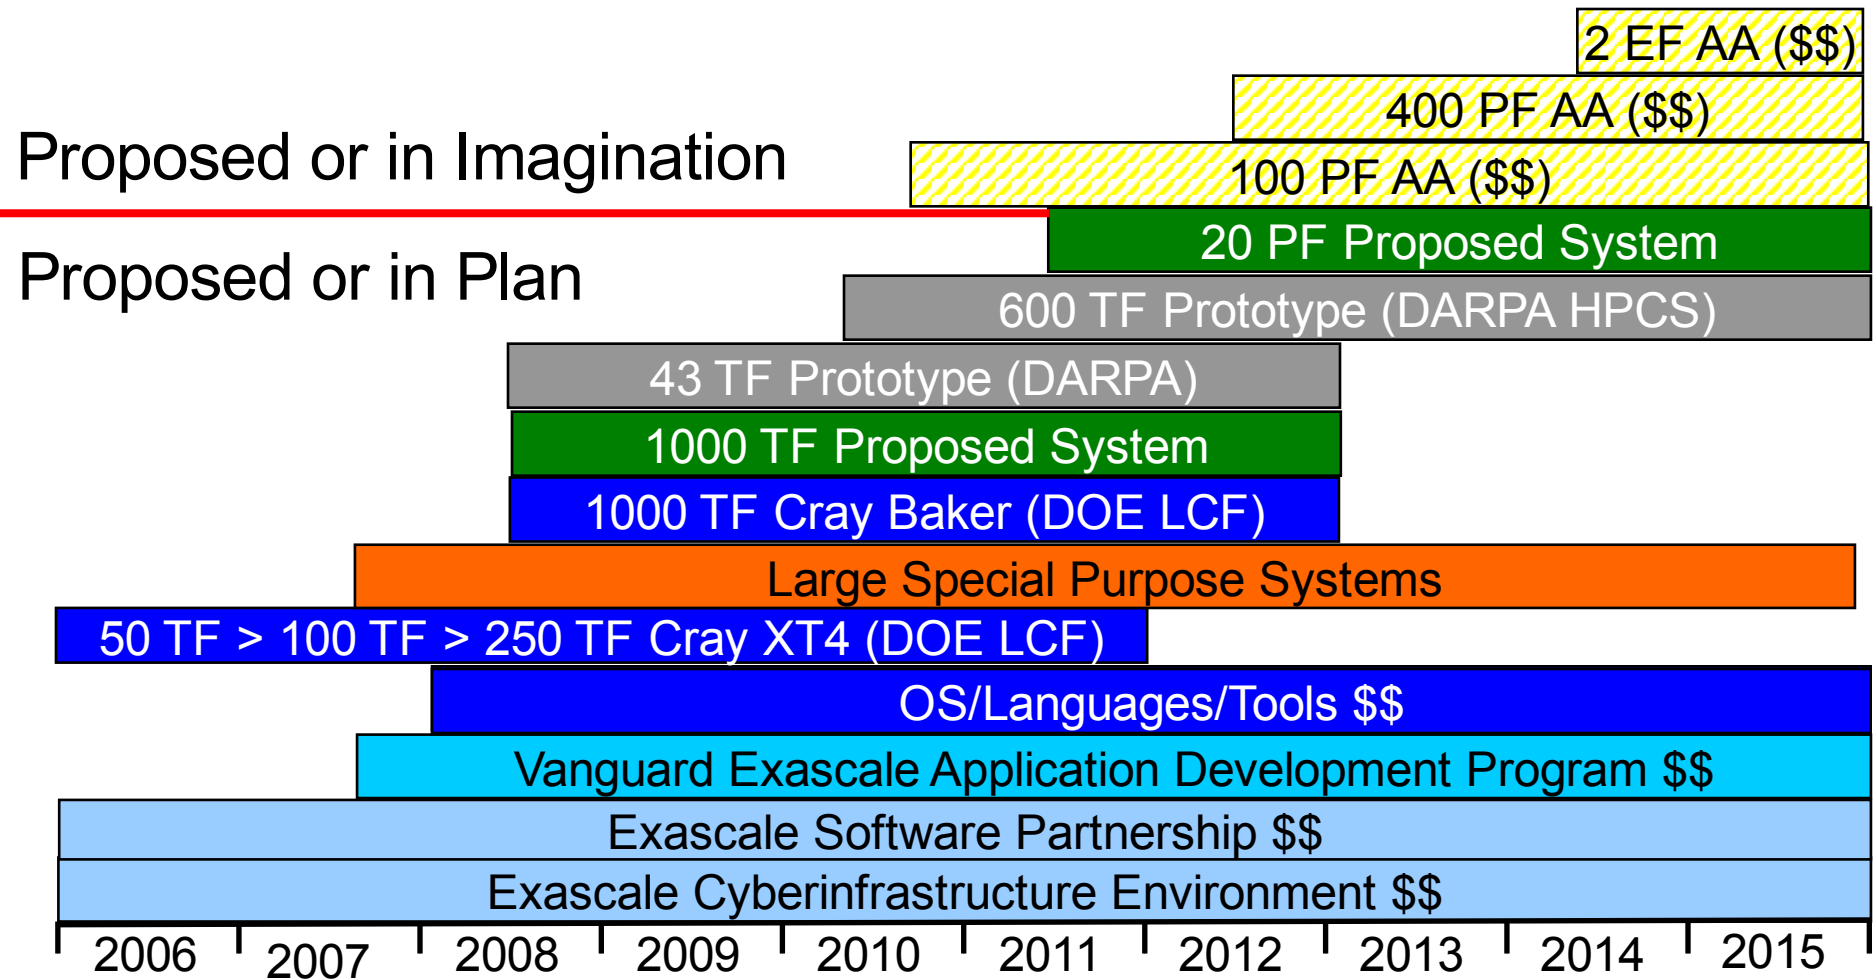 2 EF AA ($$)
400 PF AA ($$)
Proposed or in Imagination
100 PF AA ($$)
20 PF Proposed System
Proposed or in Plan
600 TF Prototype (DARPA HPCS)
43 TF Prototype (DARPA)
1000 TF Proposed System
1000 TF Cray Baker (DOE LCF)
Large Special Purpose Systems
50 TF > 100 TF > 250 TF Cray XT4 (DOE LCF)
OS/Languages/Tools $$
Vanguard Exascale Application Development Program $$
Exascale Software Partnership $$
Exascale Cyberinfrastructure Environment $$
2006 2007 2008 2009 2010 2011 2012 2013 2014 2015